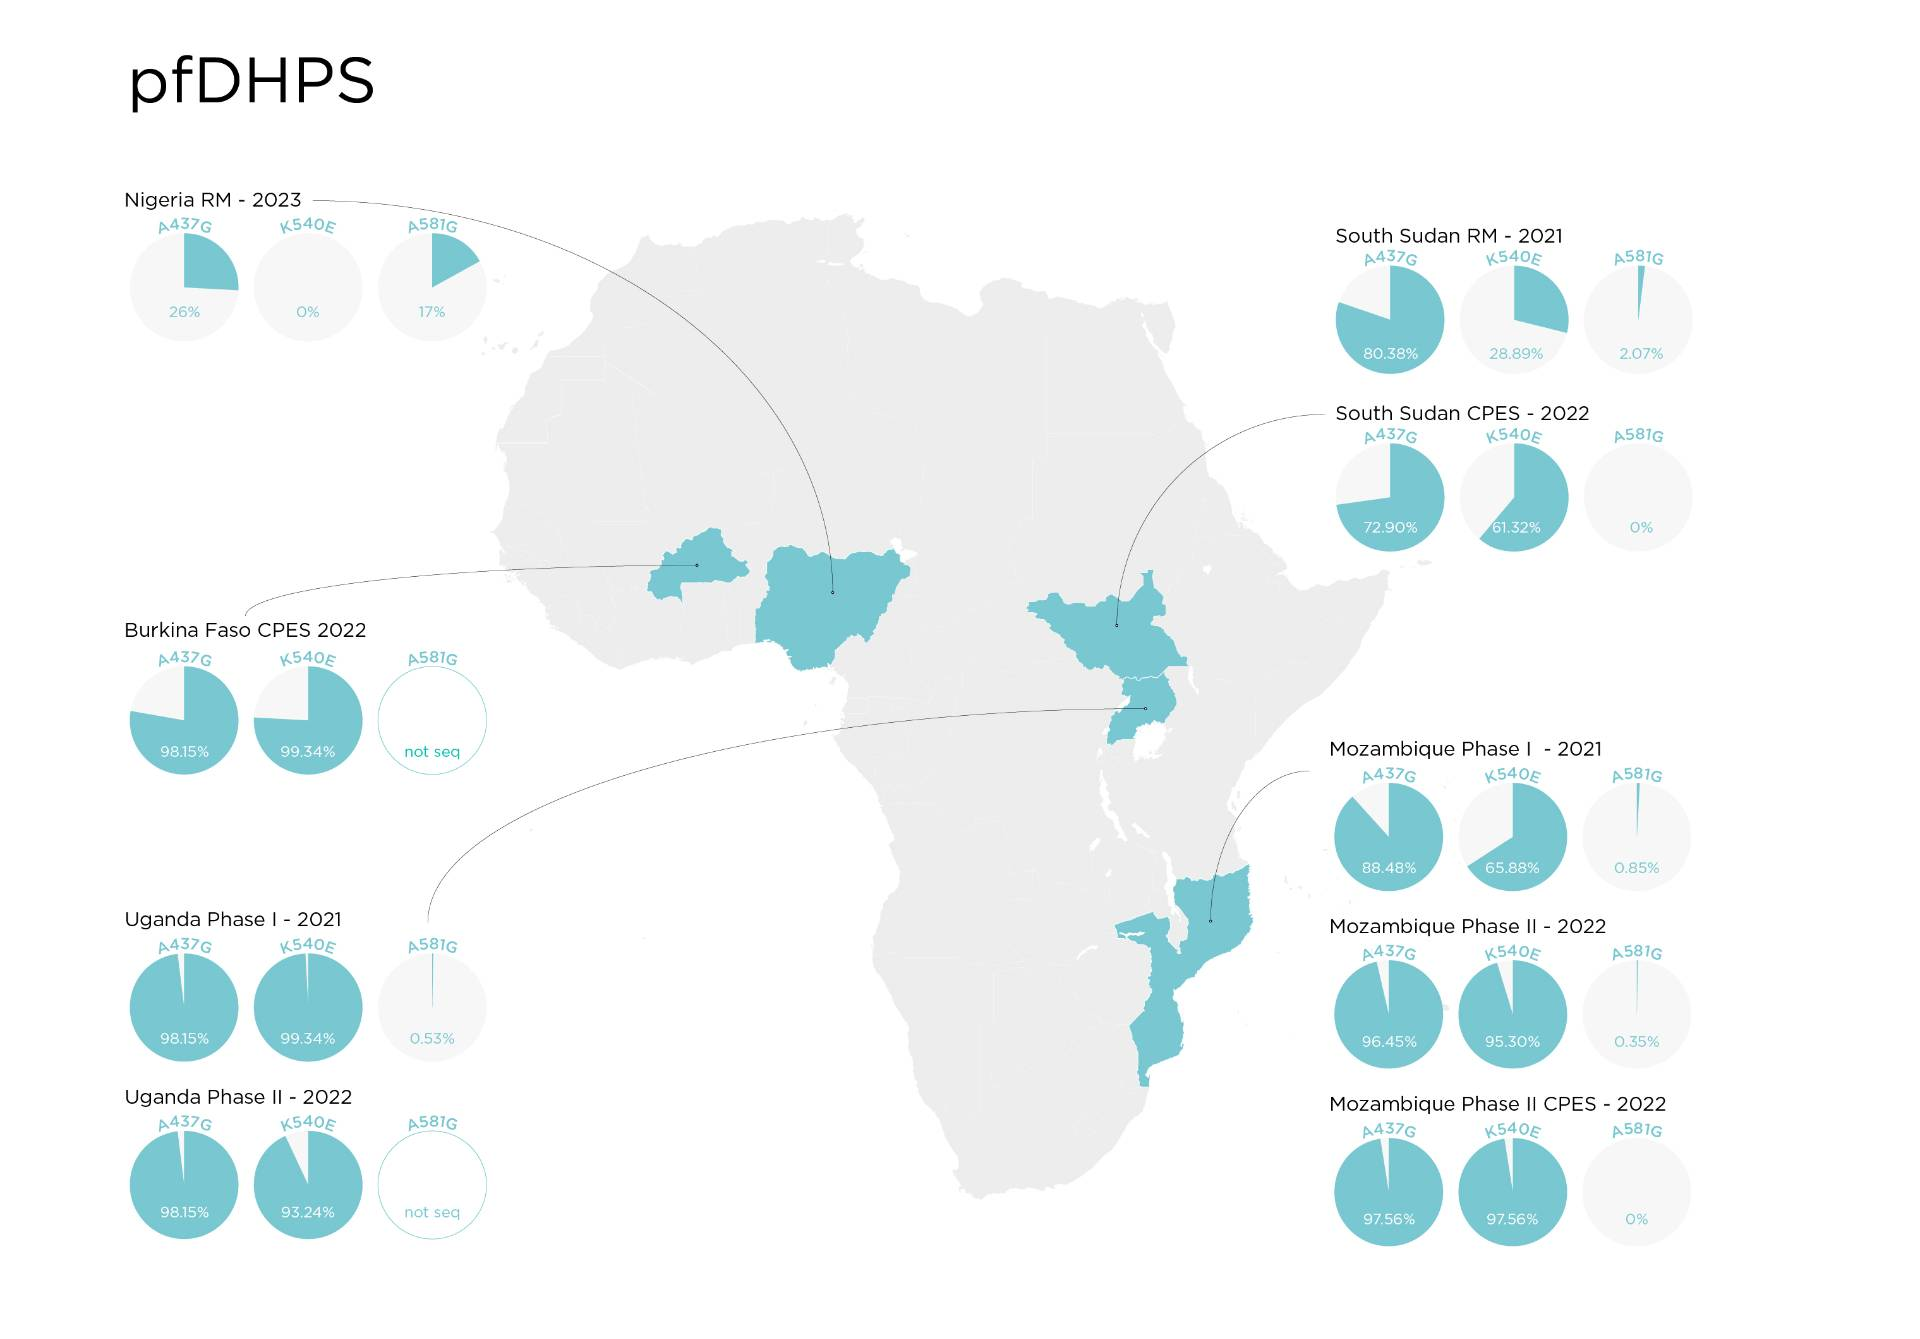 pfDHPS
Nigeria RM - 2023
A437G K540E A581G
26% 0% 17%
Burkina Faso CPES 2022
A437G K540E A581G
98.15% 99.34% not seq
Uganda Phase I - 2021
A437G K540E A581G
98.15% 99.34% 0.53%
Uganda Phase II - 2022
A437G K540E A581G
98.15% 93.24% not seq
South Sudan RM - 2021
A437G K540E A581G
80.38% 28.89% 2.07%
South Sudan CPES - 2022
A437G K540E A581G
72.90% 61.32% 0%
Mozambique Phase I - 2021
A437G K540E A581G
88.48% 65.88% 0.85%
Mozambique Phase II - 2022
A437G K540E A581G
96.45% 95.30% 0.35%
Mozambique Phase II CPES - 2022
A437G K540E A581G
97.56% 97.56% 0%